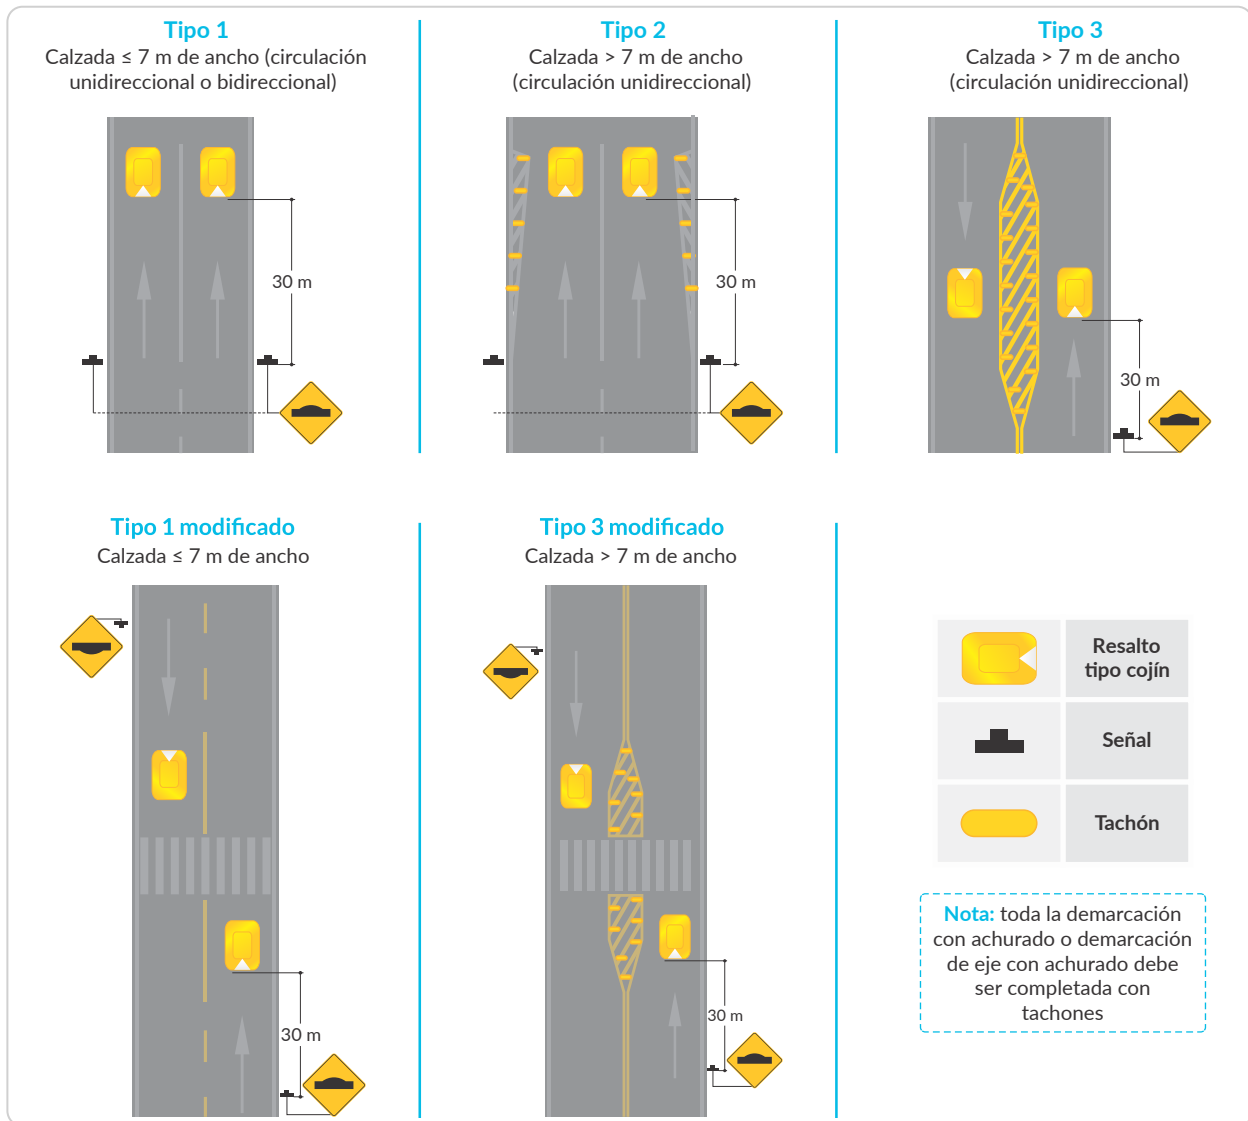 Tipo 1
Calzada ≤ 7 m de ancho (circulación
unidireccional o bidireccional)
30 m
Tipo 2
Calzada > 7 m de ancho
(circulación unidireccional)
30 m
Tipo 3
Calzada > 7 m de ancho
(circulación unidireccional)
30 m
Tipo 1 modificado
Calzada ≤ 7 m de ancho
30 m
Tipo 3 modificado
Calzada > 7 m de ancho
30 m
Resalto
tipo cojín
Señal
Tachón
Nota: toda la demarcación
con achurado o demarcación
de eje con achurado debe
ser completada con
tachones